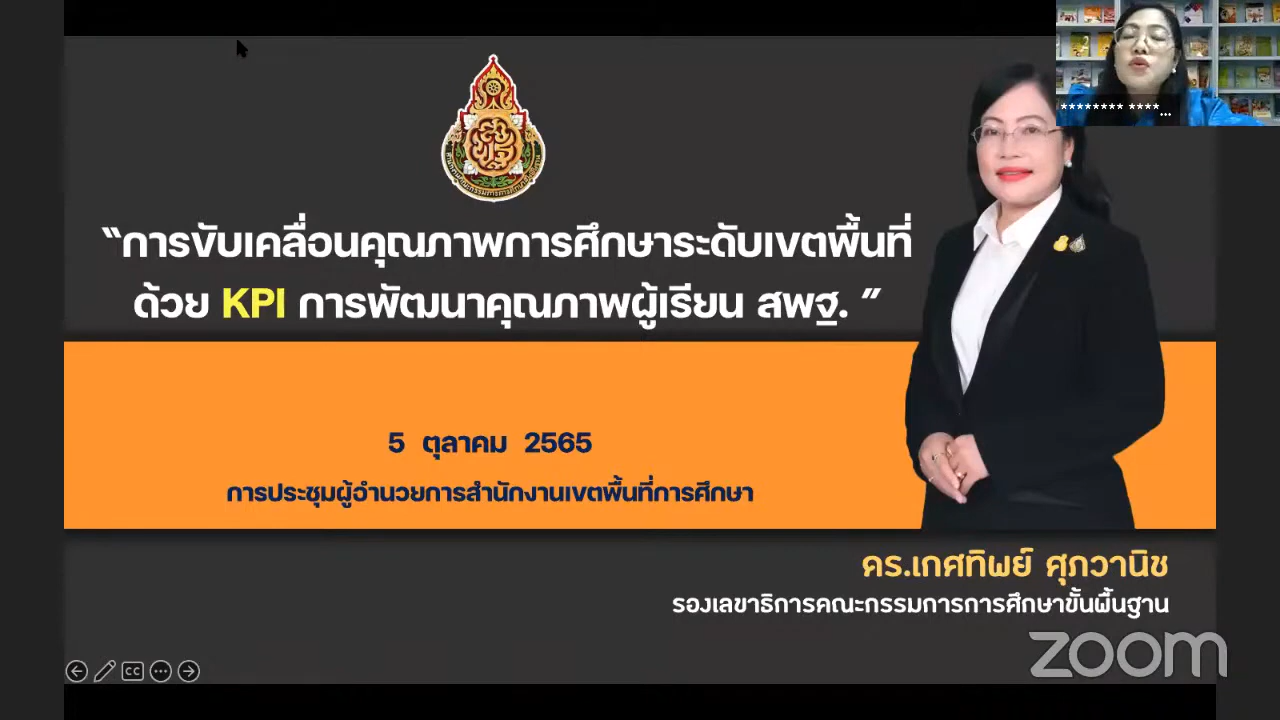 ******** ****...
“การขับเคลื่อนคุณภาพการศึกษาระดับเขตพื้นที่
ด้วย KPI การพัฒนาคุณภาพผู้เรียน สพฐ. ”
5 ตุลาคม 2565
การประชุมผู้อำนวยการสำนักงานเขตพื้นที่การศึกษา
ดร.เกศทิพย์ ศุภวานิช
รองเลขาธิการคณะกรรมการการศึกษาขั้นพื้นฐาน
zoom
CC